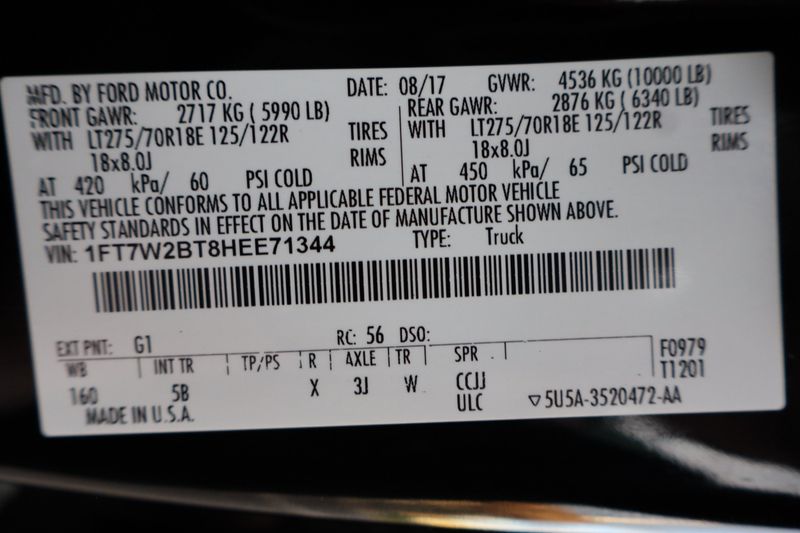 MFD. BY FORD MOTOR CO. DATE: 08/17 GVWR: 4536 KG (10000 LB)
FRONT GAWR: 2717 KG ( 5990 LB) REAR GAWR: 2876 KG ( 6340 LB)
WITH LT275/70R18E 125/122R TIRES WITH LT275/70R18E 125/122R TIRES
18x8.0J RIMS 18x8.0J RIMS
AT 420 kPa/ 60 PSI COLD AT 450 kPa/ 65 PSI COLD
THIS VEHICLE CONFORMS TO ALL APPLICABLE FEDERAL MOTOR VEHICLE
SAFETY STANDARDS IN EFFECT ON THE DATE OF MANUFACTURE SHOWN ABOVE.
VIN: 1FT7W2BT8HEE71344 TYPE: Truck
EXT PNT: G1 RC: 56 DSO: F0979
WB INT TR TP/PS R AXLE TR SPR T1201
160 5B X 3J W CCJJ
MADE IN U.S.A. ULC ▽5U5A-3520472-AA